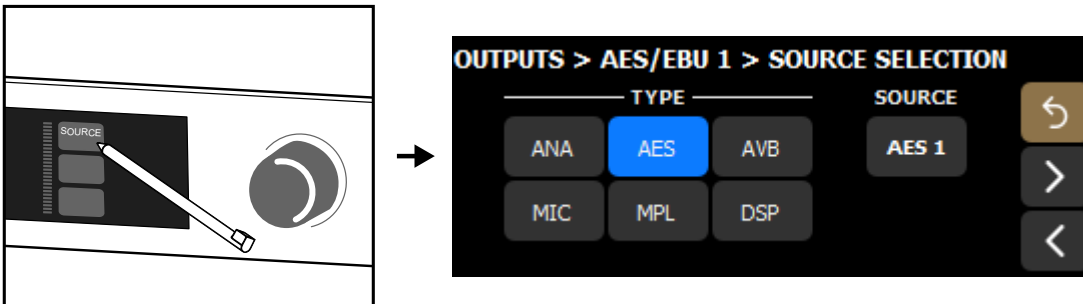 SOURCE
OUTPUTS > AES/EBU 1 > SOURCE SELECTION
TYPE
SOURCE
ANA
AES
AVB
AES 1
MIC
MPL
DSP